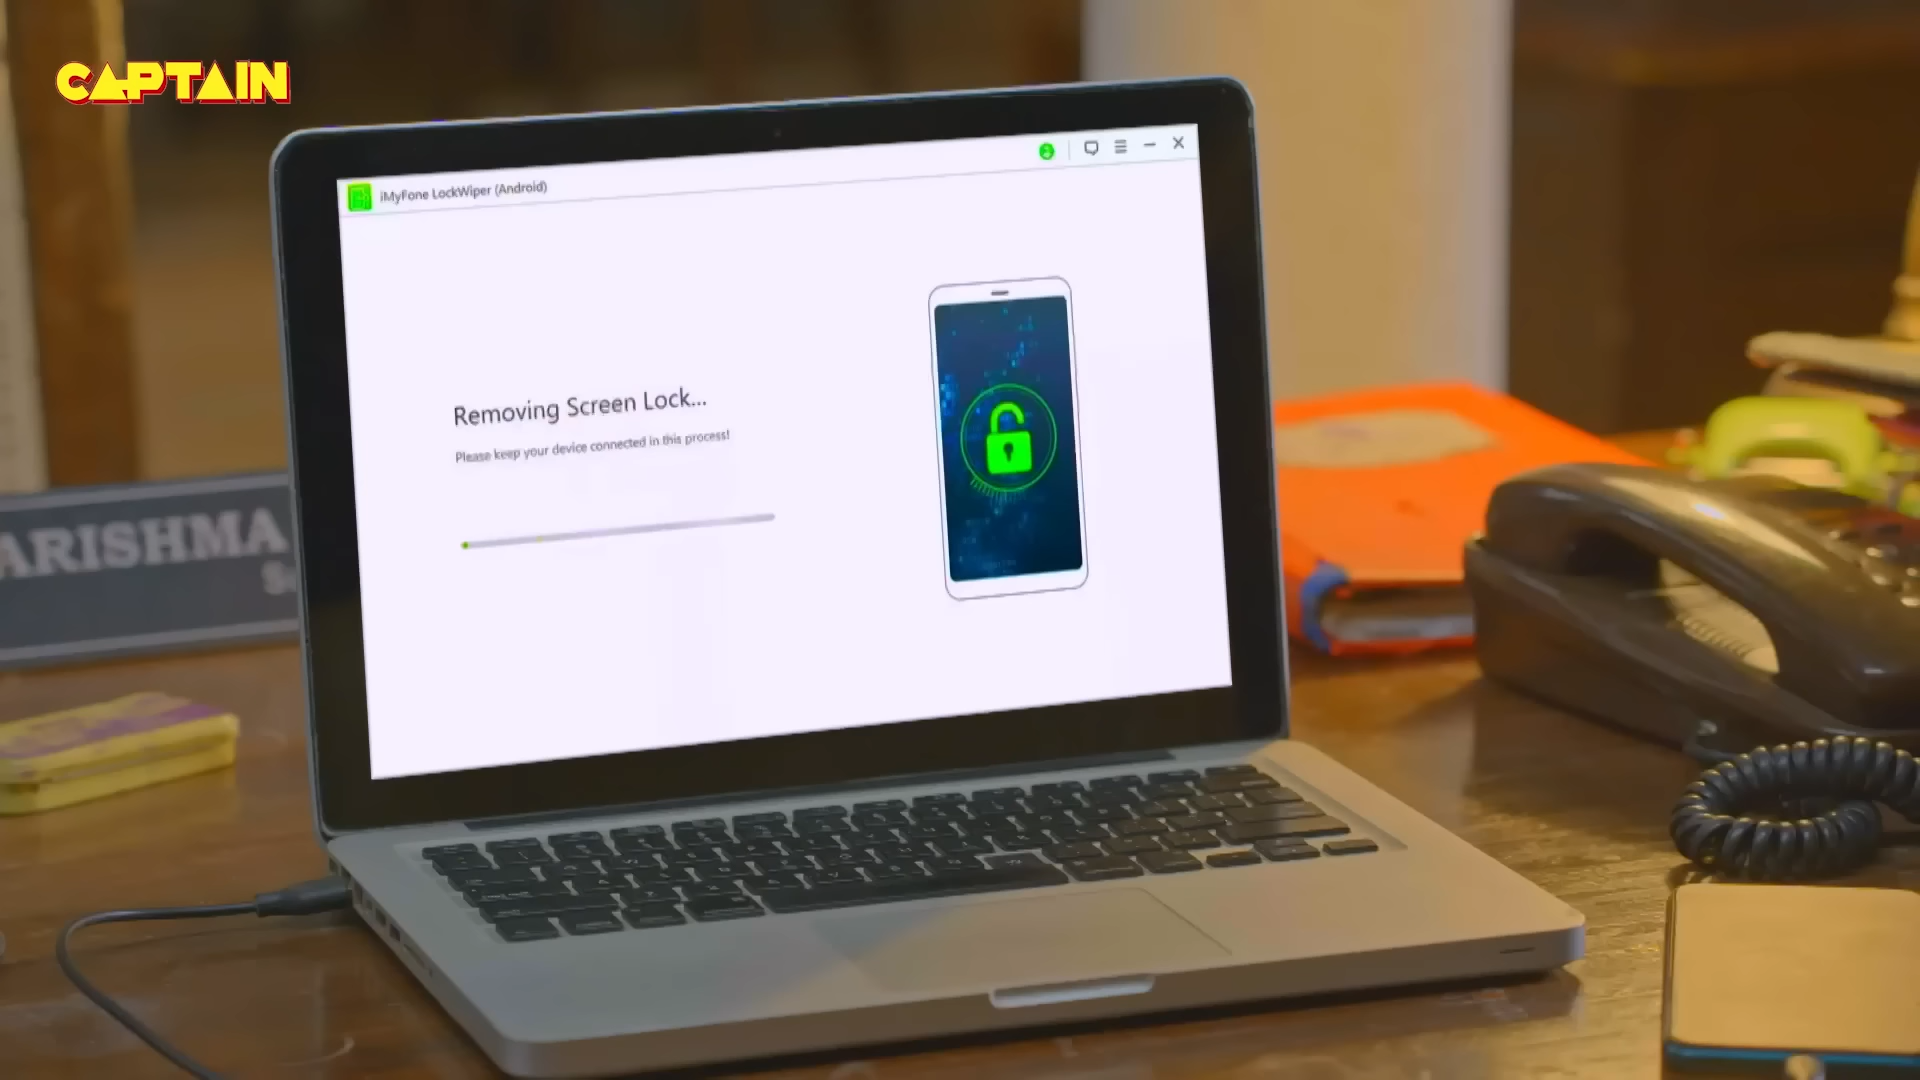 CAPTAIN
iMyFone LockWiper (Android)
Removing Screen Lock...
Please keep your device connected in this process!
ARISHMA